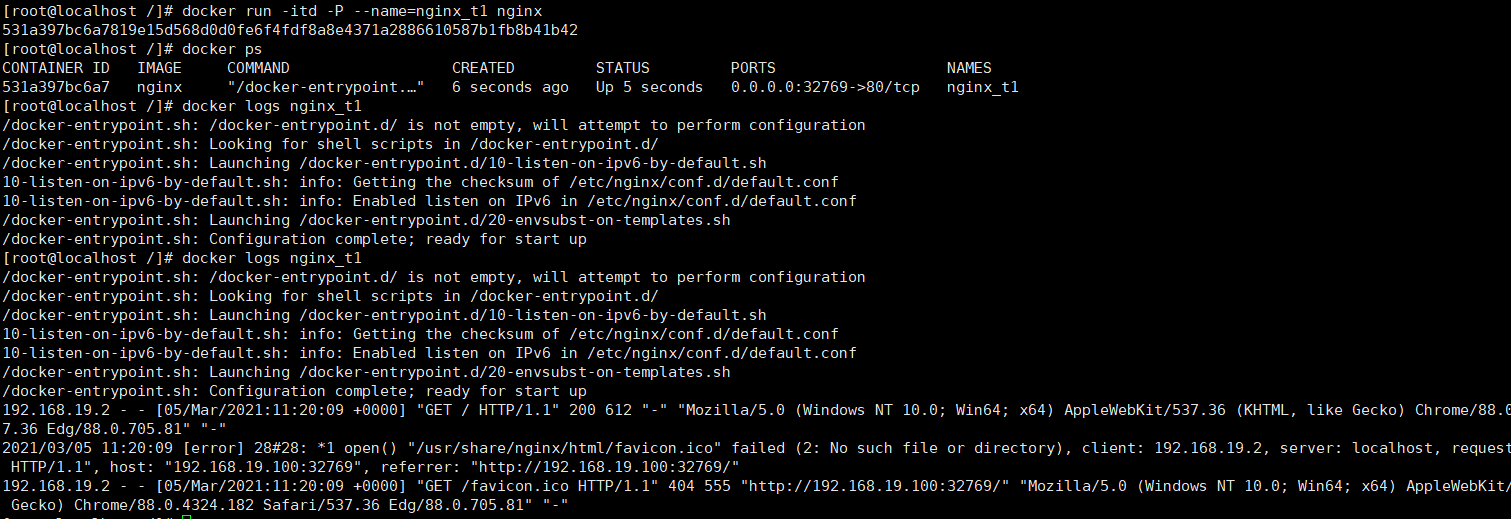 [root@localhost /]# docker run -itd -P --name=nginx_t1 nginx
531a397bc6a7819e15d568d0d0fe6f4fdf8a8e4371a2886610587b1fb8b41b42
[root@localhost /]# docker ps
CONTAINER ID   IMAGE     COMMAND                  CREATED         STATUS         PORTS                   NAMES
531a397bc6a7   nginx     "/docker-entrypoint.…"   6 seconds ago   Up 5 seconds   0.0.0.0:32769->80/tcp   nginx_t1
[root@localhost /]# docker logs nginx_t1
/docker-entrypoint.sh: /docker-entrypoint.d/ is not empty, will attempt to perform configuration
/docker-entrypoint.sh: Looking for shell scripts in /docker-entrypoint.d/
/docker-entrypoint.sh: Launching /docker-entrypoint.d/10-listen-on-ipv6-by-default.sh
10-listen-on-ipv6-by-default.sh: info: Getting the checksum of /etc/nginx/conf.d/default.conf
10-listen-on-ipv6-by-default.sh: info: Enabled listen on IPv6 in /etc/nginx/conf.d/default.conf
/docker-entrypoint.sh: Launching /docker-entrypoint.d/20-envsubst-on-templates.sh
/docker-entrypoint.sh: Configuration complete; ready for start up
[root@localhost /]# docker logs nginx_t1
/docker-entrypoint.sh: /docker-entrypoint.d/ is not empty, will attempt to perform configuration
/docker-entrypoint.sh: Looking for shell scripts in /docker-entrypoint.d/
/docker-entrypoint.sh: Launching /docker-entrypoint.d/10-listen-on-ipv6-by-default.sh
10-listen-on-ipv6-by-default.sh: info: Getting the checksum of /etc/nginx/conf.d/default.conf
10-listen-on-ipv6-by-default.sh: info: Enabled listen on IPv6 in /etc/nginx/conf.d/default.conf
/docker-entrypoint.sh: Launching /docker-entrypoint.d/20-envsubst-on-templates.sh
/docker-entrypoint.sh: Configuration complete; ready for start up
192.168.19.2 - - [05/Mar/2021:11:20:09 +0000] "GET / HTTP/1.1" 200 612 "-" "Mozilla/5.0 (Windows NT 10.0; Win64; x64) AppleWebKit/537.36 (KHTML, like Gecko) Chrome/88.0
7.36 Edg/88.0.705.81" "-"
2021/03/05 11:20:09 [error] 28#28: *1 open() "/usr/share/nginx/html/favicon.ico" failed (2: No such file or directory), client: 192.168.19.2, server: localhost, request
HTTP/1.1", host: "192.168.19.100:32769", referrer: "http://192.168.19.100:32769/"
192.168.19.2 - - [05/Mar/2021:11:20:09 +0000] "GET /favicon.ico HTTP/1.1" 404 555 "http://192.168.19.100:32769/" "Mozilla/5.0 (Windows NT 10.0; Win64; x64) AppleWebKit/
Gecko) Chrome/88.0.4324.182 Safari/537.36 Edg/88.0.705.81" "-"